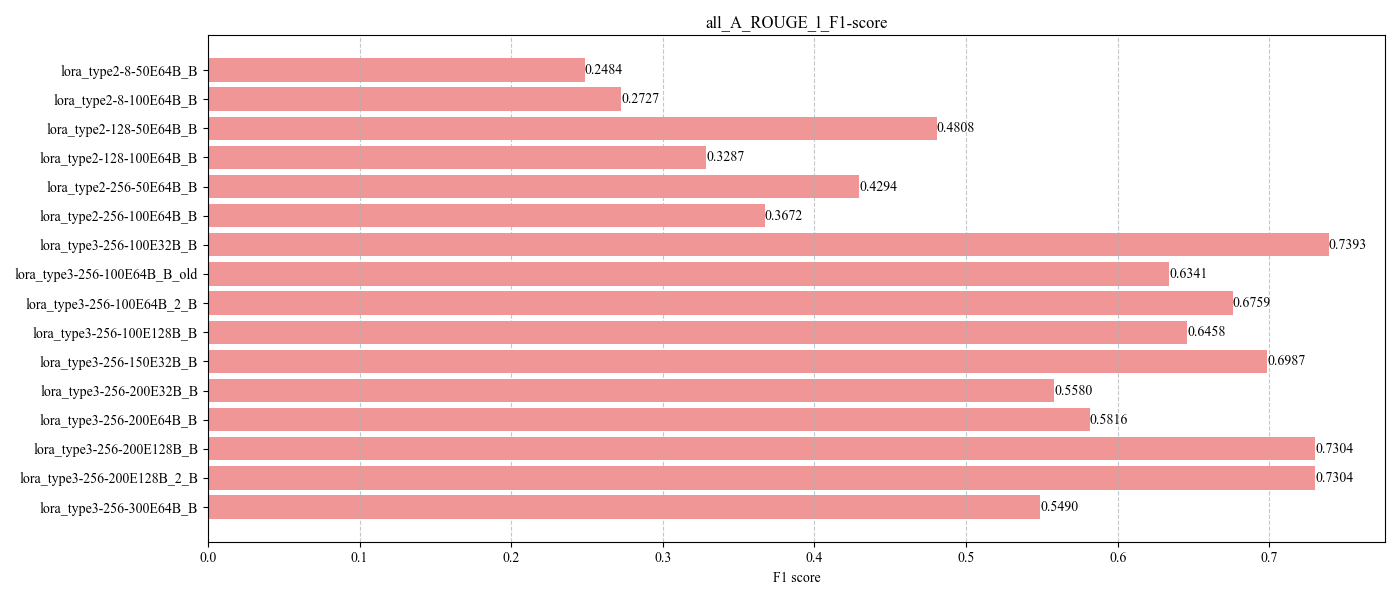 all_A_ROUGE_l_F1-score
lora_type2-8-50E64B_B 0.2484
lora_type2-8-100E64B_B 0.2727
lora_type2-128-50E64B_B 0.4808
lora_type2-128-100E64B_B 0.3287
lora_type2-256-50E64B_B 0.4294
lora_type2-256-100E64B_B 0.3672
lora_type3-256-100E32B_B 0.7393
lora_type3-256-100E64B_B_old 0.6341
lora_type3-256-100E64B_2_B 0.6759
lora_type3-256-100E128B_B 0.6458
lora_type3-256-150E32B_B 0.6987
lora_type3-256-200E32B_B 0.5580
lora_type3-256-200E64B_B 0.5816
lora_type3-256-200E128B_B 0.7304
lora_type3-256-200E128B_2_B 0.7304
lora_type3-256-300E64B_B 0.5490
0.0 0.1 0.2 0.3 0.4 0.5 0.6 0.7
F1 score